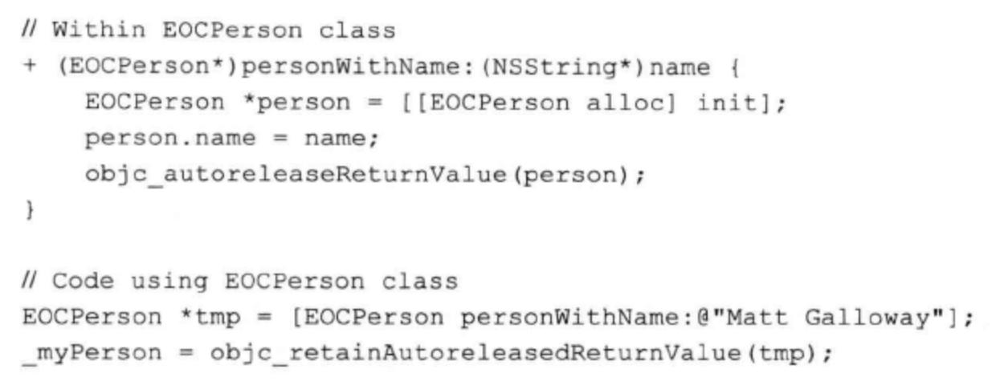 // Within EOCPerson class
+ (EOCPerson*)personWithName:(NSString*)name {
    EOCPerson *person = [[EOCPerson alloc] init];
    person.name = name;
    objc_autoreleaseReturnValue(person);
}

// Code using EOCPerson class
EOCPerson *tmp = [EOCPerson personWithName:@"Matt Galloway"];
_myPerson = objc_retainAutoreleasedReturnValue(tmp);